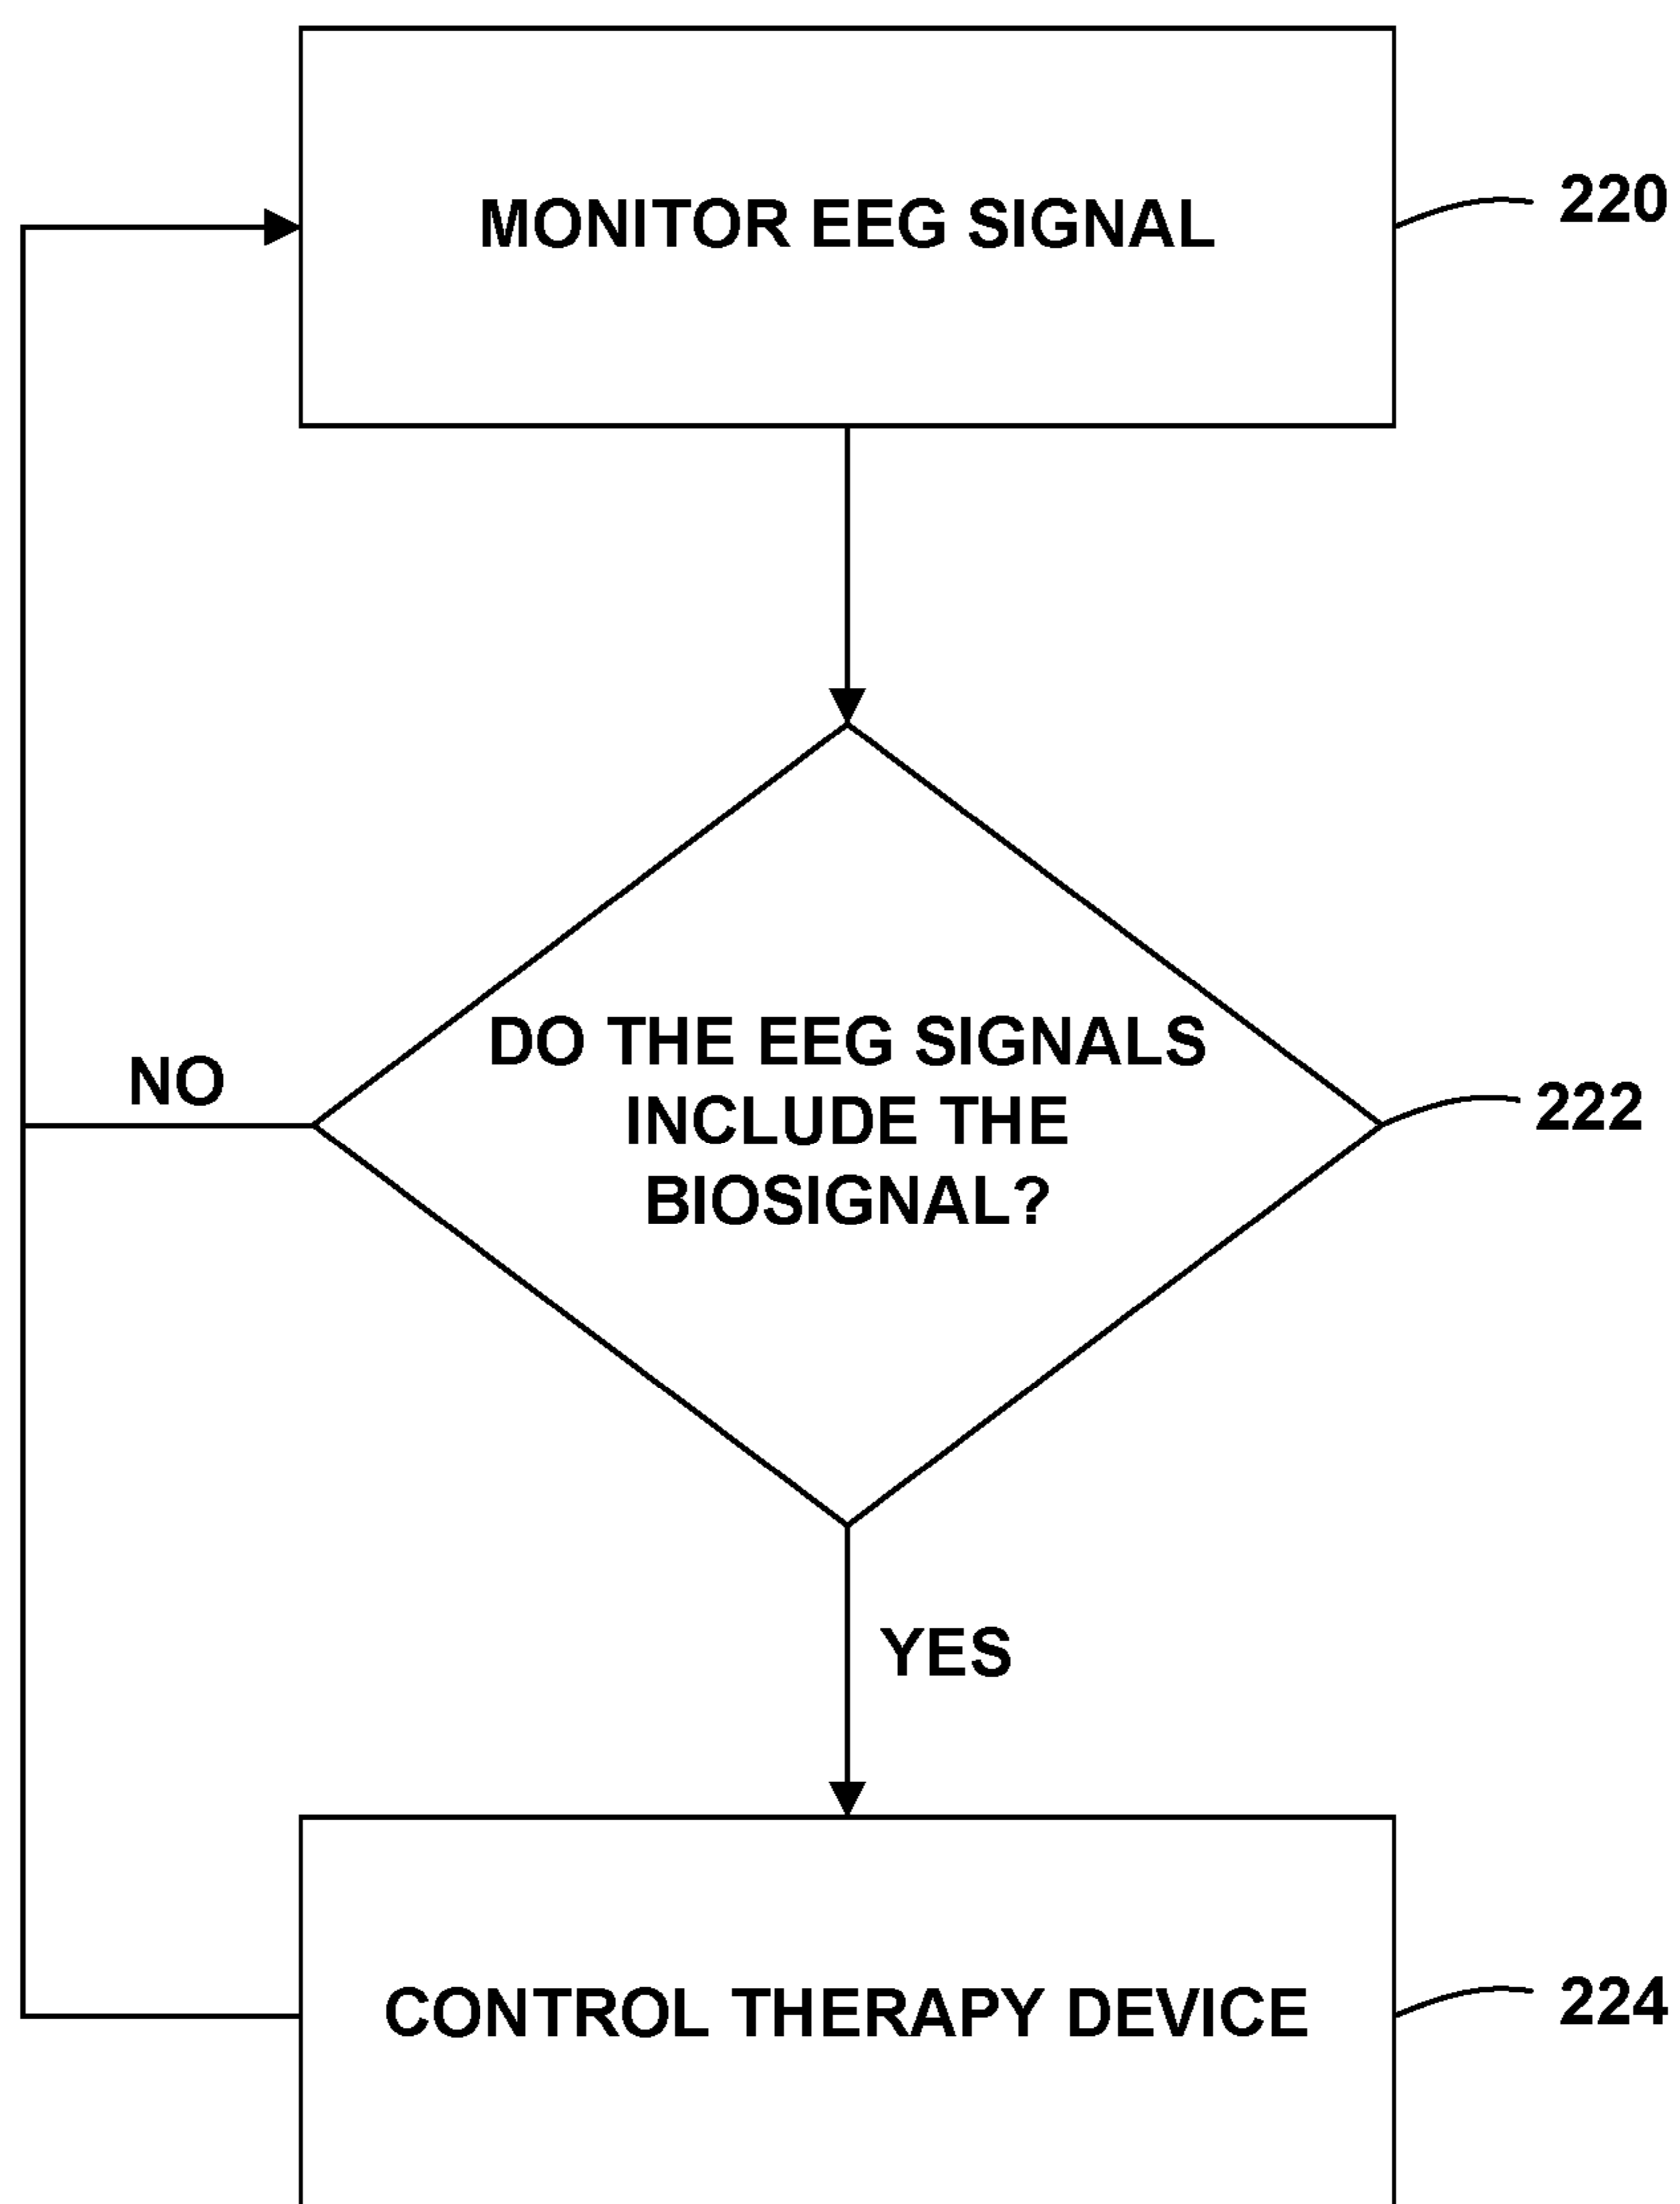 MONITOR EEG SIGNAL
220
DO THE EEG SIGNALS
INCLUDE THE
BIOSIGNAL?
NO
222
YES
CONTROL THERAPY DEVICE
224